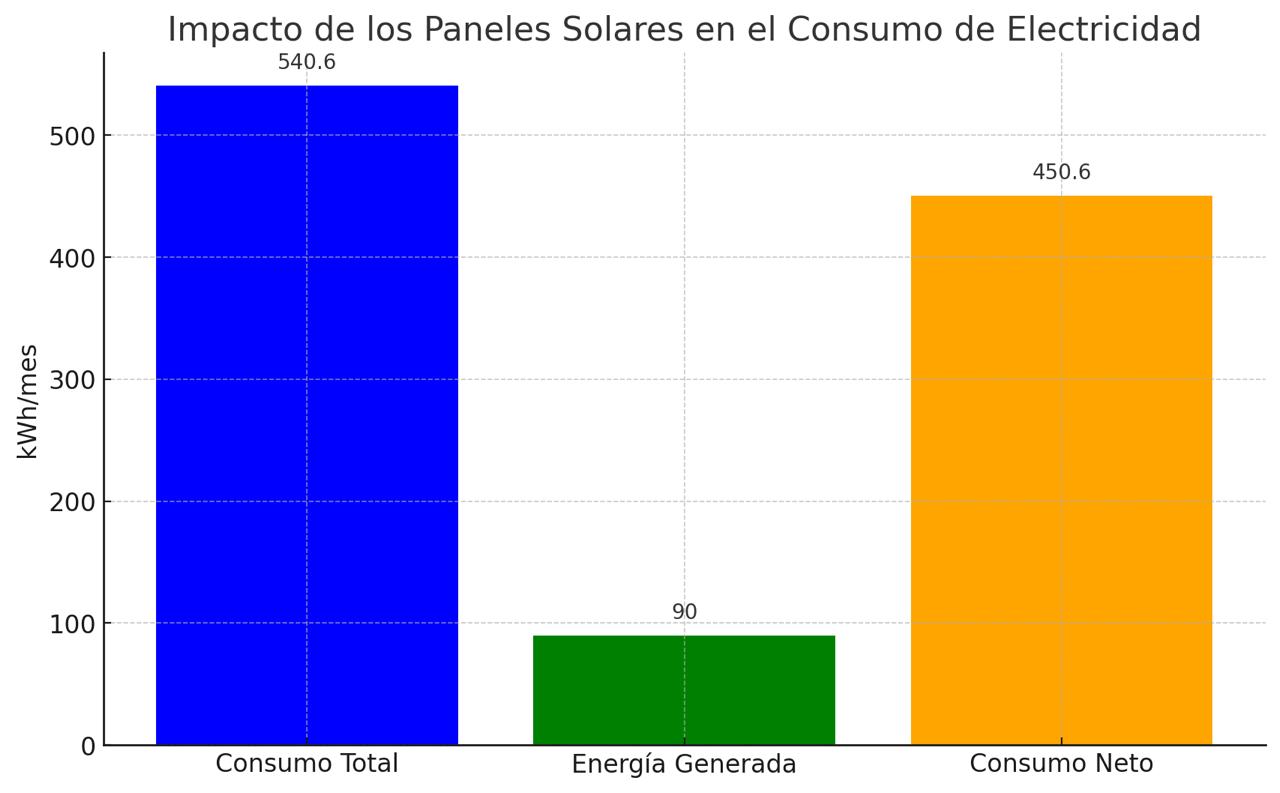 Impacto de los Paneles Solares en el Consumo de Electricidad
540.6
450.6
90
kWh/mes
500
400
300
200
100
0
Consumo Total
Energía Generada
Consumo Neto